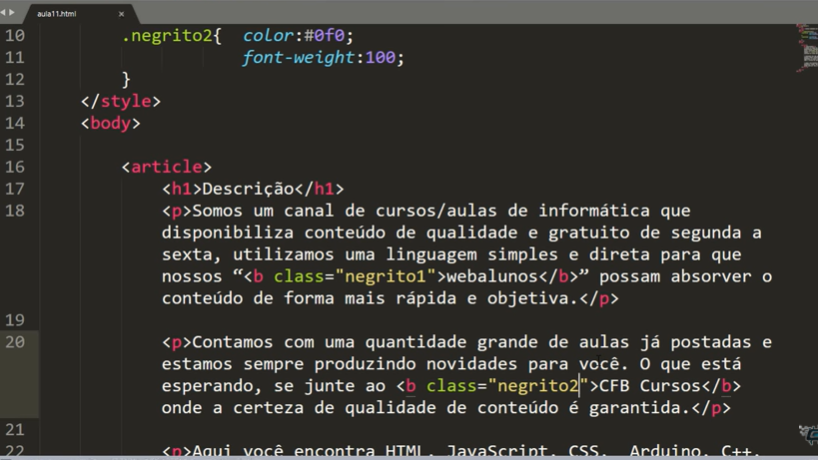 aula11.html ×
10 .negrito2{ color:#0f0;
11 font-weight:100;
12 }
13 </style>
14 <body>
15
16 <article>
17 <h1>Descrição</h1>
18 <p>Somos um canal de cursos/aulas de informática que
disponibiliza conteúdo de qualidade e gratuito de segunda a
sexta, utilizamos uma linguagem simples e direta para que
nossos “<b class="negrito1">webalunos</b>” possam absorver o
conteúdo de forma mais rápida e objetiva.</p>
19
20 <p>Contamos com uma quantidade grande de aulas já postadas e
estamos sempre produzindo novidades para você. O que está
esperando, se junte ao <b class="negrito2">CFB Cursos</b>
onde a certeza de qualidade de conteúdo é garantida.</p>
21
22 <p>Aqui você encontra HTML, JavaScript, CSS, Arduino, C++,